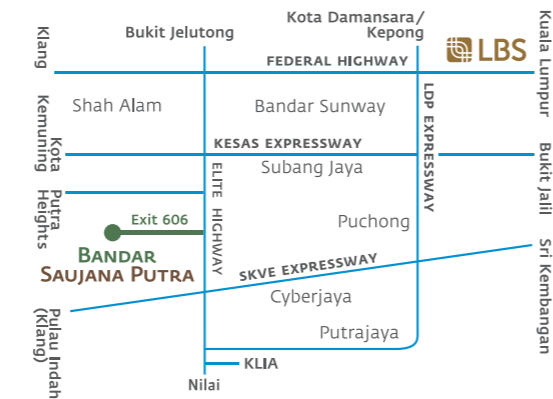 Kota Damansara/
Kepong
Bukit Jelutong
Klang
FEDERAL HIGHWAY
LBS
Kuala Lumpur
Shah Alam
Bandar Sunway
LDP EXPRESSWAY
Kota
Kemuning
KESAS EXPRESSWAY
Bukit Jalil
Subang Jaya
ELITE HIGHWAY
Putra
Heights
Exit 606
Puchong
BANDAR
SAUJANA PUTRA
SKVE EXPRESSWAY
Sri Kembangan
Cyberjaya
Pulau Indah
(Klang)
Putrajaya
KLIA
Nilai